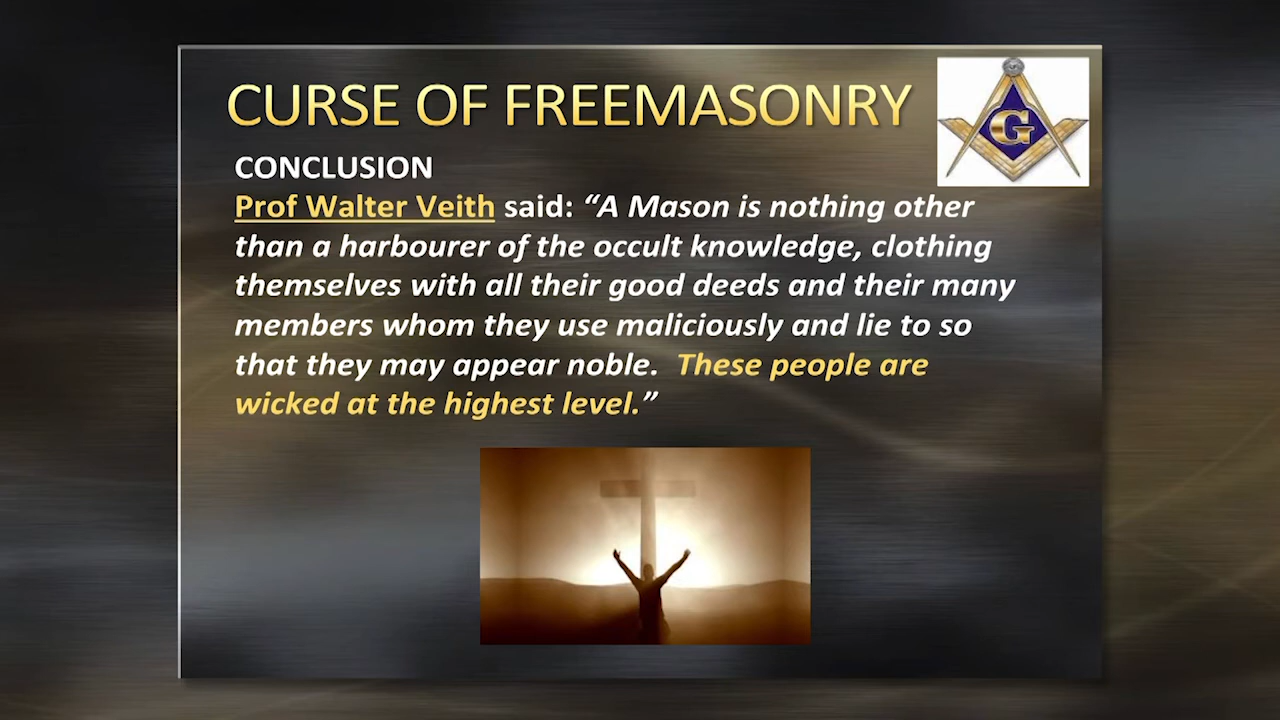 CURSE OF FREEMASONRY
G
CONCLUSION
Prof Walter Veith said: “A Mason is nothing other
than a harbourer of the occult knowledge, clothing
themselves with all their good deeds and their many
members whom they use maliciously and lie to so
that they may appear noble.  These people are
wicked at the highest level.”